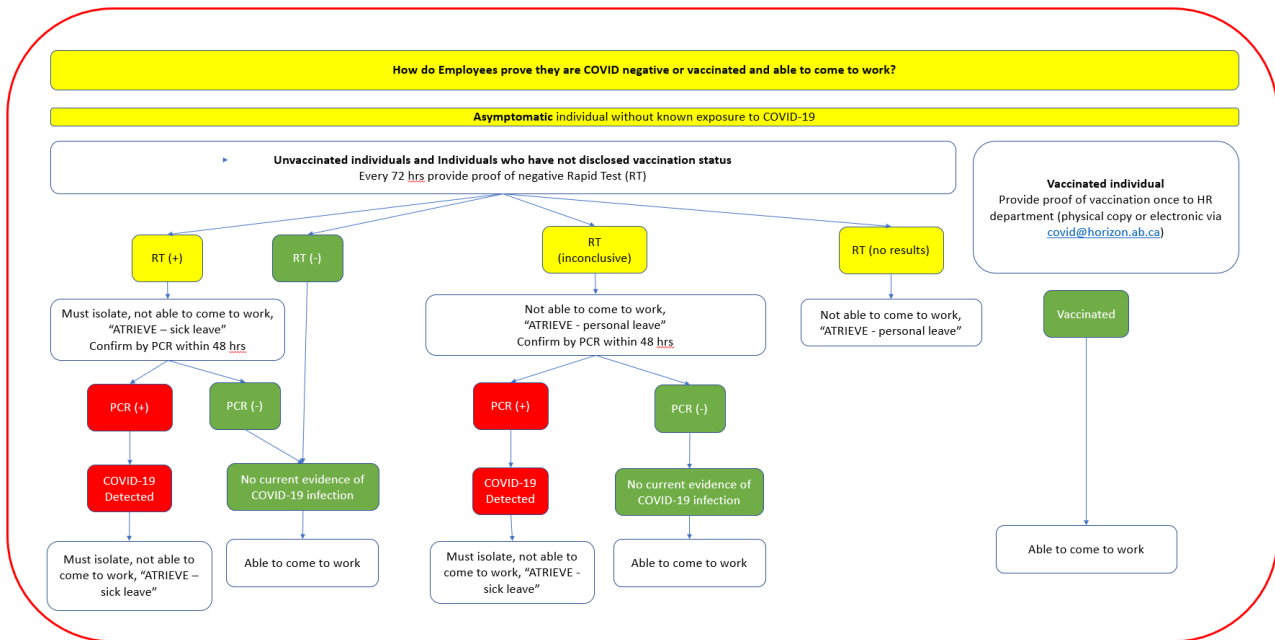 How do Employees prove they are COVID negative or vaccinated and able to come to work?
Asymptomatic individual without known exposure to COVID-19
Unvaccinated individuals and Individuals who have not disclosed vaccination status
Every 72 hrs provide proof of negative Rapid Test (RT)
Vaccinated individual
Provide proof of vaccination once to HR
department (physical copy or electronic via
covid@horizon.ab.ca)
RT (+)
RT (-)
RT
(inconclusive)
RT (no results)
Must isolate, not able to come to work,
“ATRIEVE – sick leave”
Confirm by PCR within 48 hrs
Not able to come to work,
“ATRIEVE - personal leave”
Confirm by PCR within 48 hrs
Not able to come to work,
“ATRIEVE - personal leave”
Vaccinated
PCR (+)
PCR (-)
PCR (+)
PCR (-)
COVID-19
Detected
No current evidence of
COVID-19 infection
COVID-19
Detected
No current evidence of
COVID-19 infection
Must isolate, not able to
come to work, “ATRIEVE –
sick leave”
Able to come to work
Must isolate, not able to
come to work, “ATRIEVE -
sick leave”
Able to come to work
Able to come to work